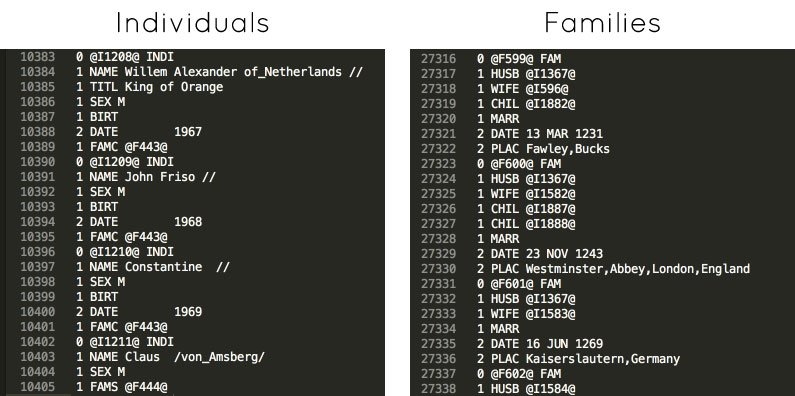 Individuals
10383 0 @I1208@ INDI
10384 1 NAME Willem Alexander of_Netherlands //
10385 1 TITL King of Orange
10386 1 SEX M
10387 1 BIRT
10388 2 DATE 1967
10389 1 FAMC @F443@
10390 0 @I1209@ INDI
10391 1 NAME John Friso //
10392 1 SEX M
10393 1 BIRT
10394 2 DATE 1968
10395 1 FAMC @F443@
10396 0 @I1210@ INDI
10397 1 NAME Constantine //
10398 1 SEX M
10399 1 BIRT
10400 2 DATE 1969
10401 1 FAMC @F443@
10402 0 @I1211@ INDI
10403 1 NAME Claus /von_Amsberg/
10404 1 SEX M
10405 1 FAMS @F444@
Families
27316 0 @F599@ FAM
27317 1 HUSB @I1367@
27318 1 WIFE @I596@
27319 1 CHIL @I1882@
27320 1 MARR
27321 2 DATE 13 MAR 1231
27322 2 PLAC Fawley,Bucks
27323 0 @F600@ FAM
27324 1 HUSB @I1367@
27325 1 WIFE @I1582@
27326 1 CHIL @I1887@
27327 1 CHIL @I1888@
27328 1 MARR
27329 2 DATE 23 NOV 1243
27330 2 PLAC Westminster,Abbey,London,England
27331 0 @F601@ FAM
27332 1 HUSB @I1367@
27333 1 WIFE @I1583@
27334 1 MARR
27335 2 DATE 16 JUN 1269
27336 2 PLAC Kaiserslautern,Germany
27337 0 @F602@ FAM
27338 1 HUSB @I1584@